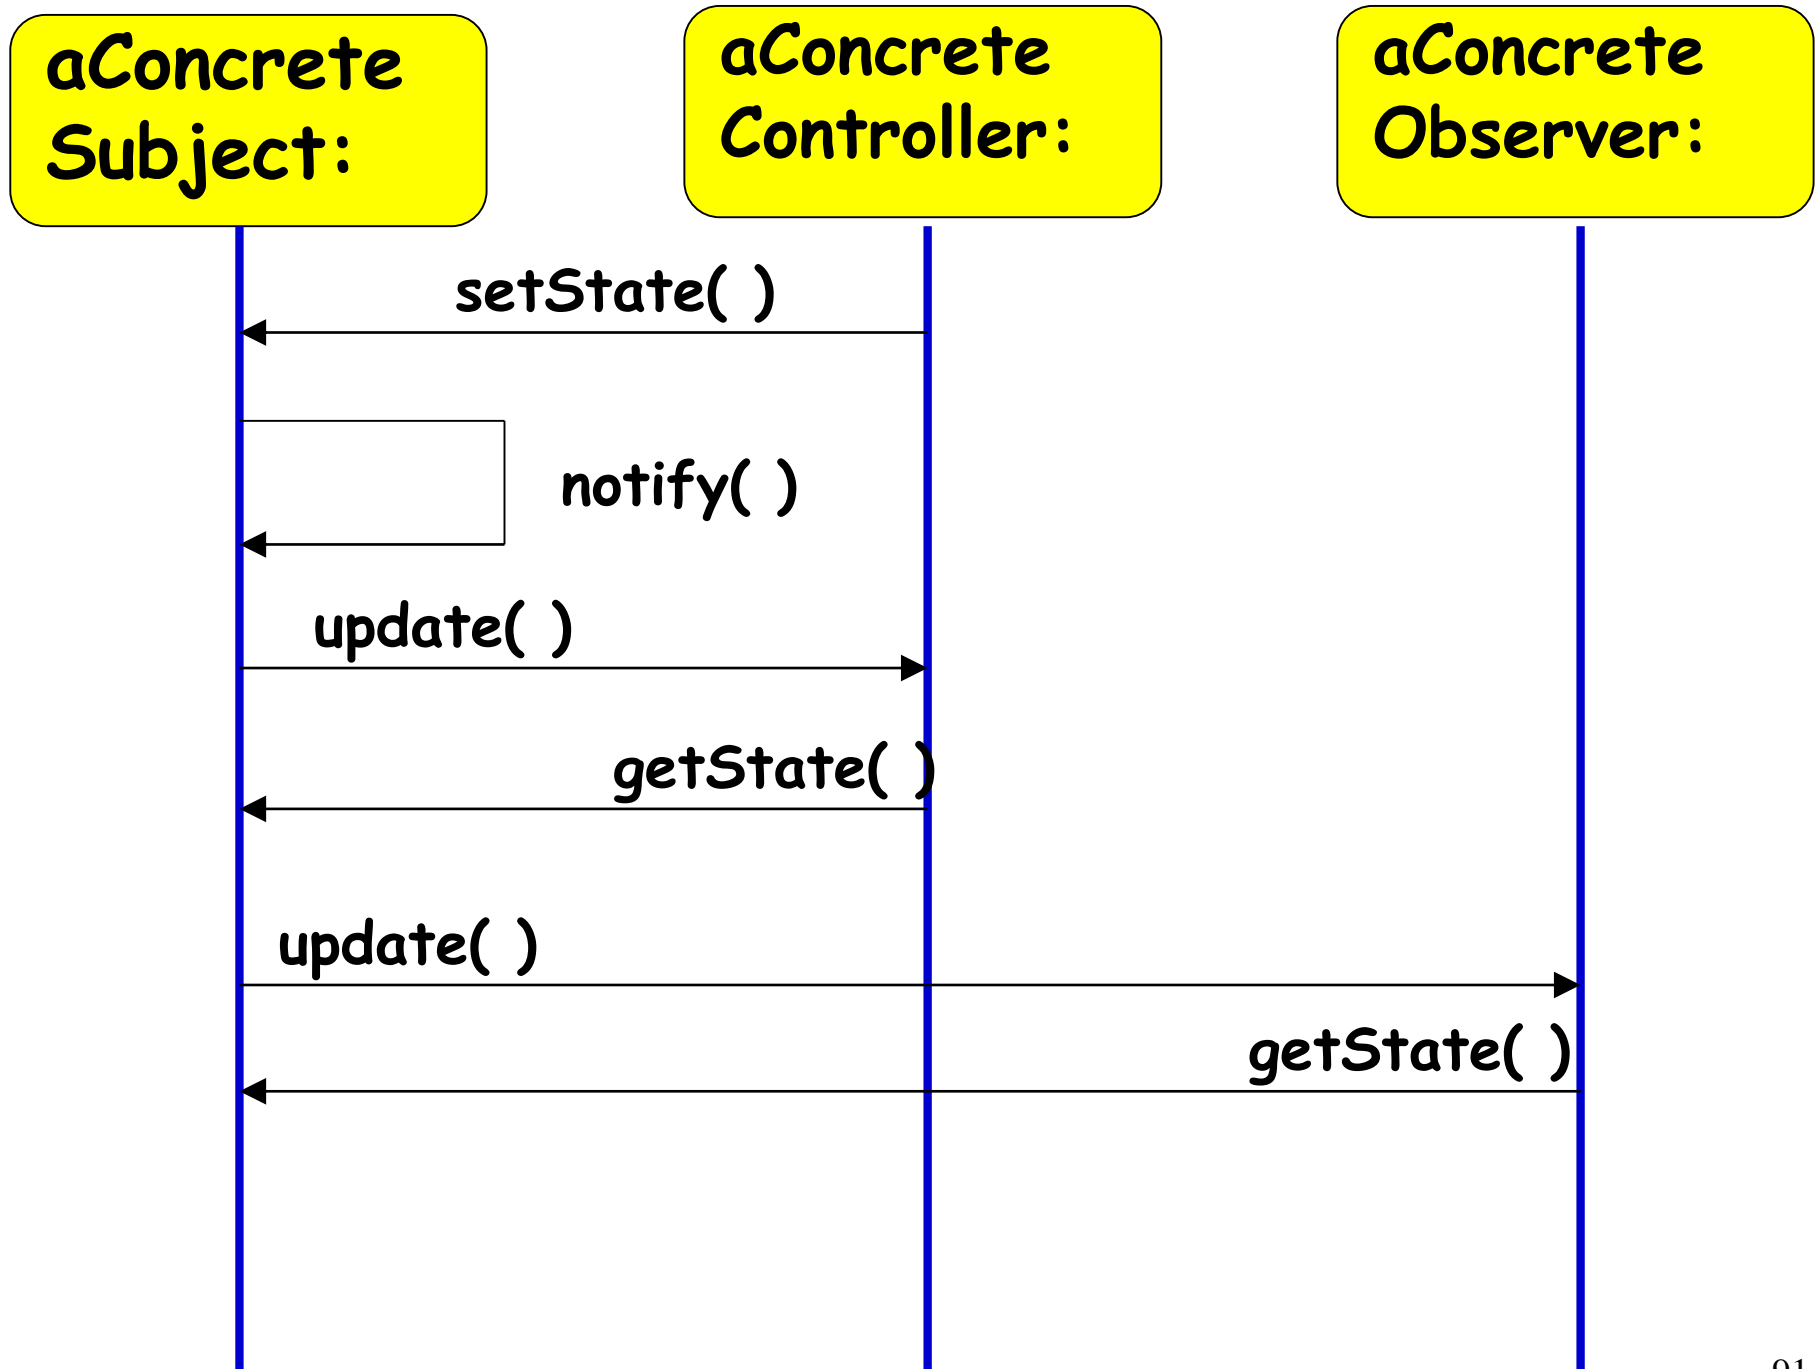 aConcrete
Subject:
aConcrete
Controller:
aConcrete
Observer:
setState( )
notify( )
update( )
getState( )
update( )
getState( )